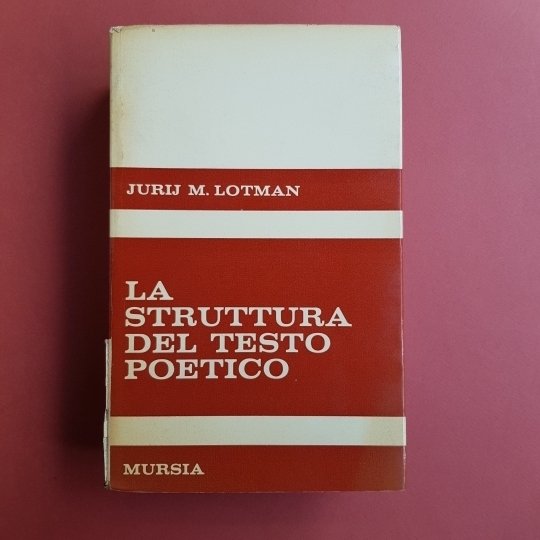 JURIJ M. LOTMAN
LA
STRUTTURA
DEL TESTO
POETICO
MURSIA